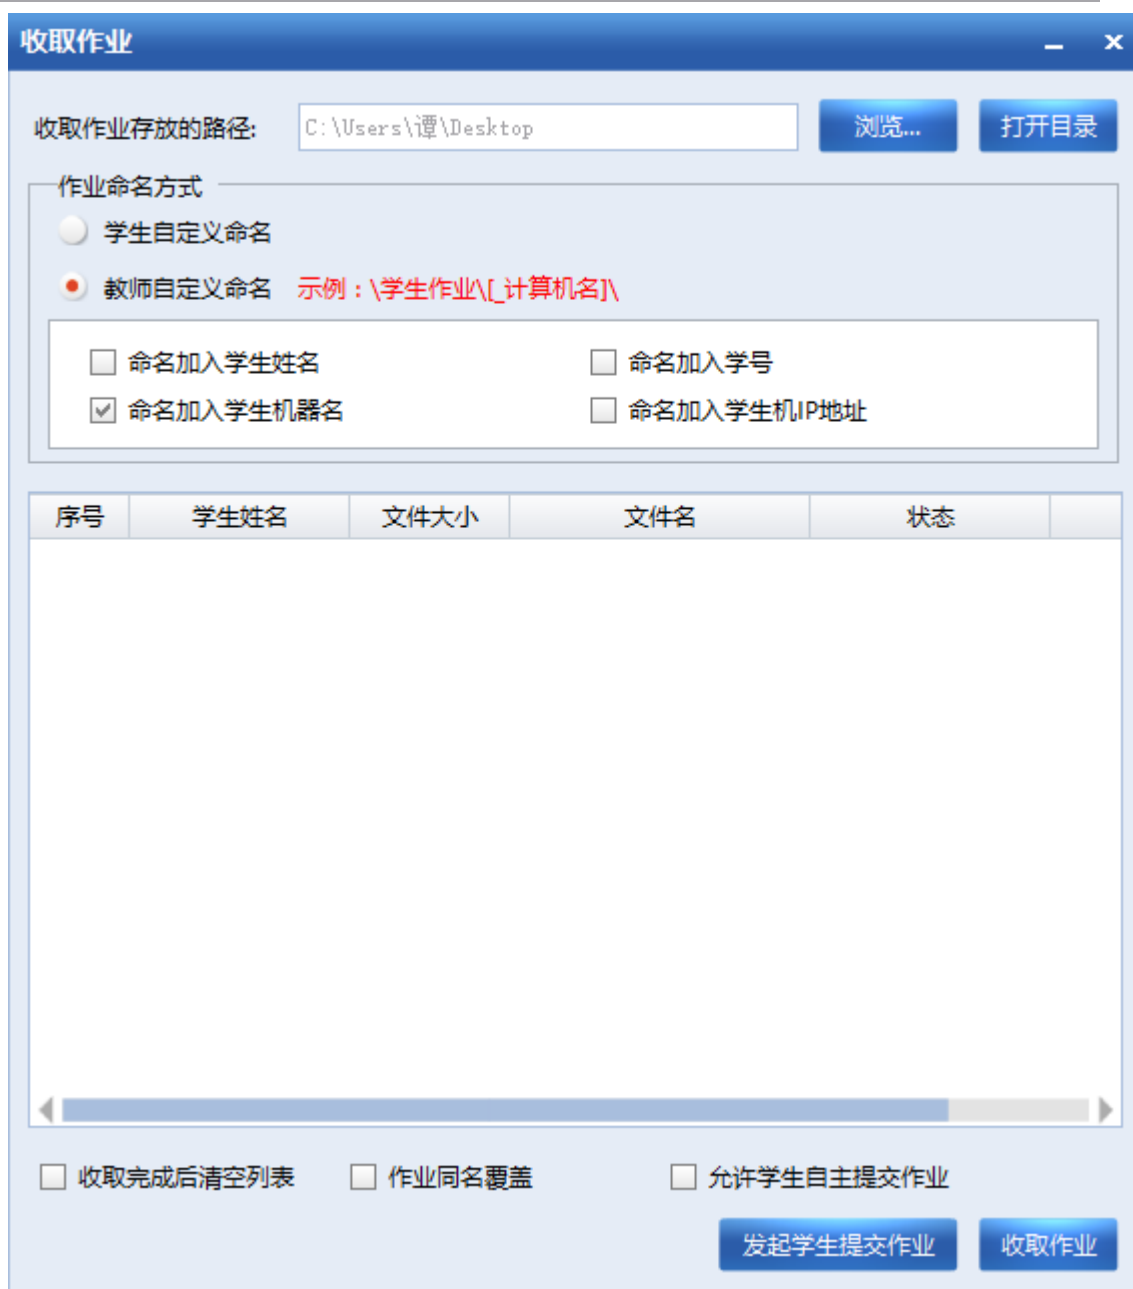 收取作业
收取作业存放的路径: C:\Users\谭\Desktop 浏览... 打开目录
作业命名方式
学生自定义命名
教师自定义命名 示例：\学生作业\[_计算机名]\
命名加入学生姓名 命名加入学号
命名加入学生机器名 命名加入学生机IP地址
序号 学生姓名 文件大小 文件名 状态
收取完成后清空列表 作业同名覆盖 允许学生自主提交作业
发起学生提交作业 收取作业